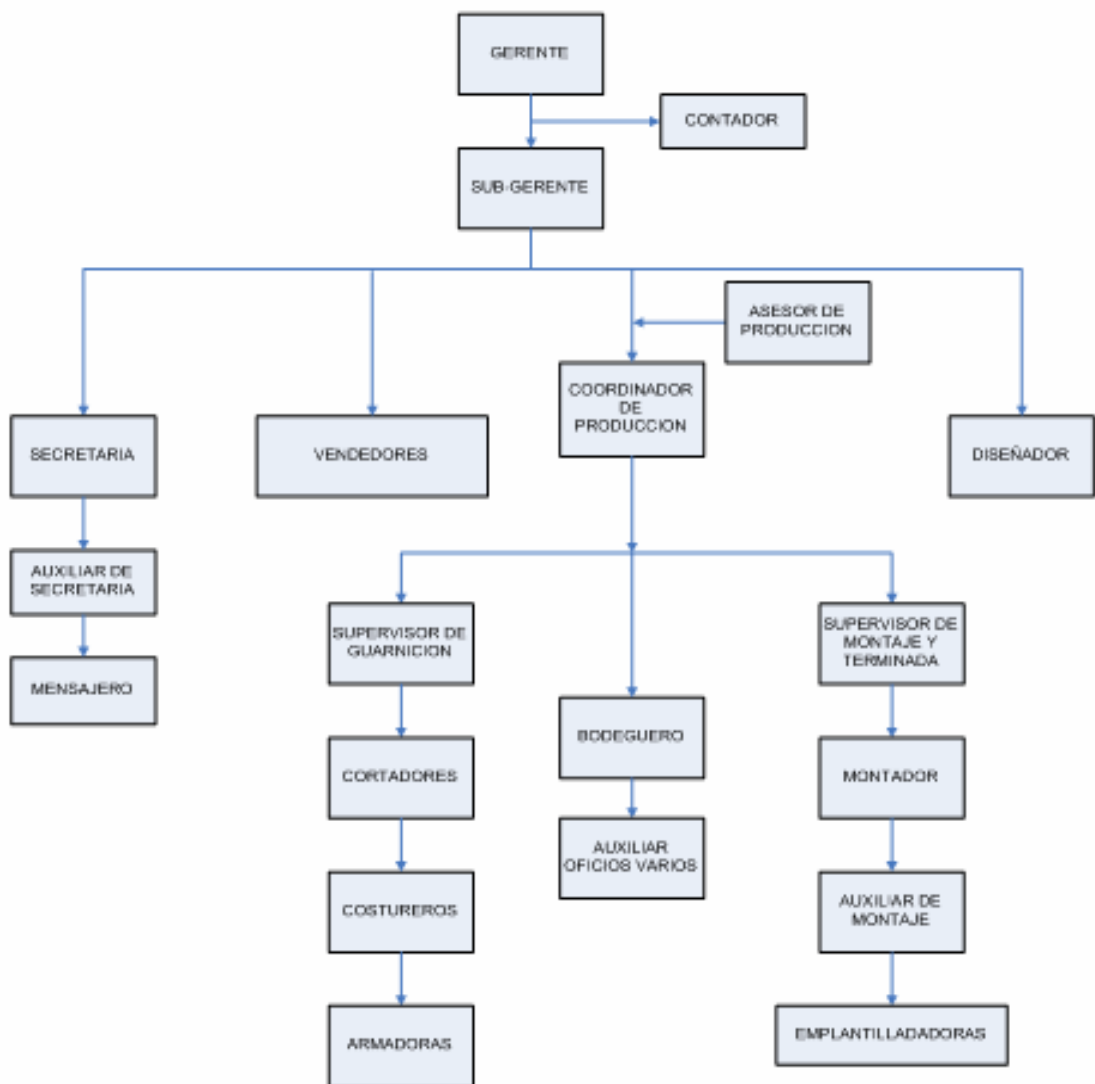 GERENTE
CONTADOR
SUB-GERENTE
ASESOR DE
PRODUCCION
COORDINADOR
DE
PRODUCCION
SECRETARIA
VENDEDORES
DISEÑADOR
AUXILIAR DE
SECRETARIA
MENSAJERO
SUPERVISOR DE
GUARNICION
SUPERVISOR DE
MONTAJE Y
TERMINADA
BODEGUERO
CORTADORES
MONTADOR
AUXILIAR
OFICIOS VARIOS
COSTUREROS
AUXILIAR DE
MONTAJE
ARMADORAS
EMPLANTILLADADORAS